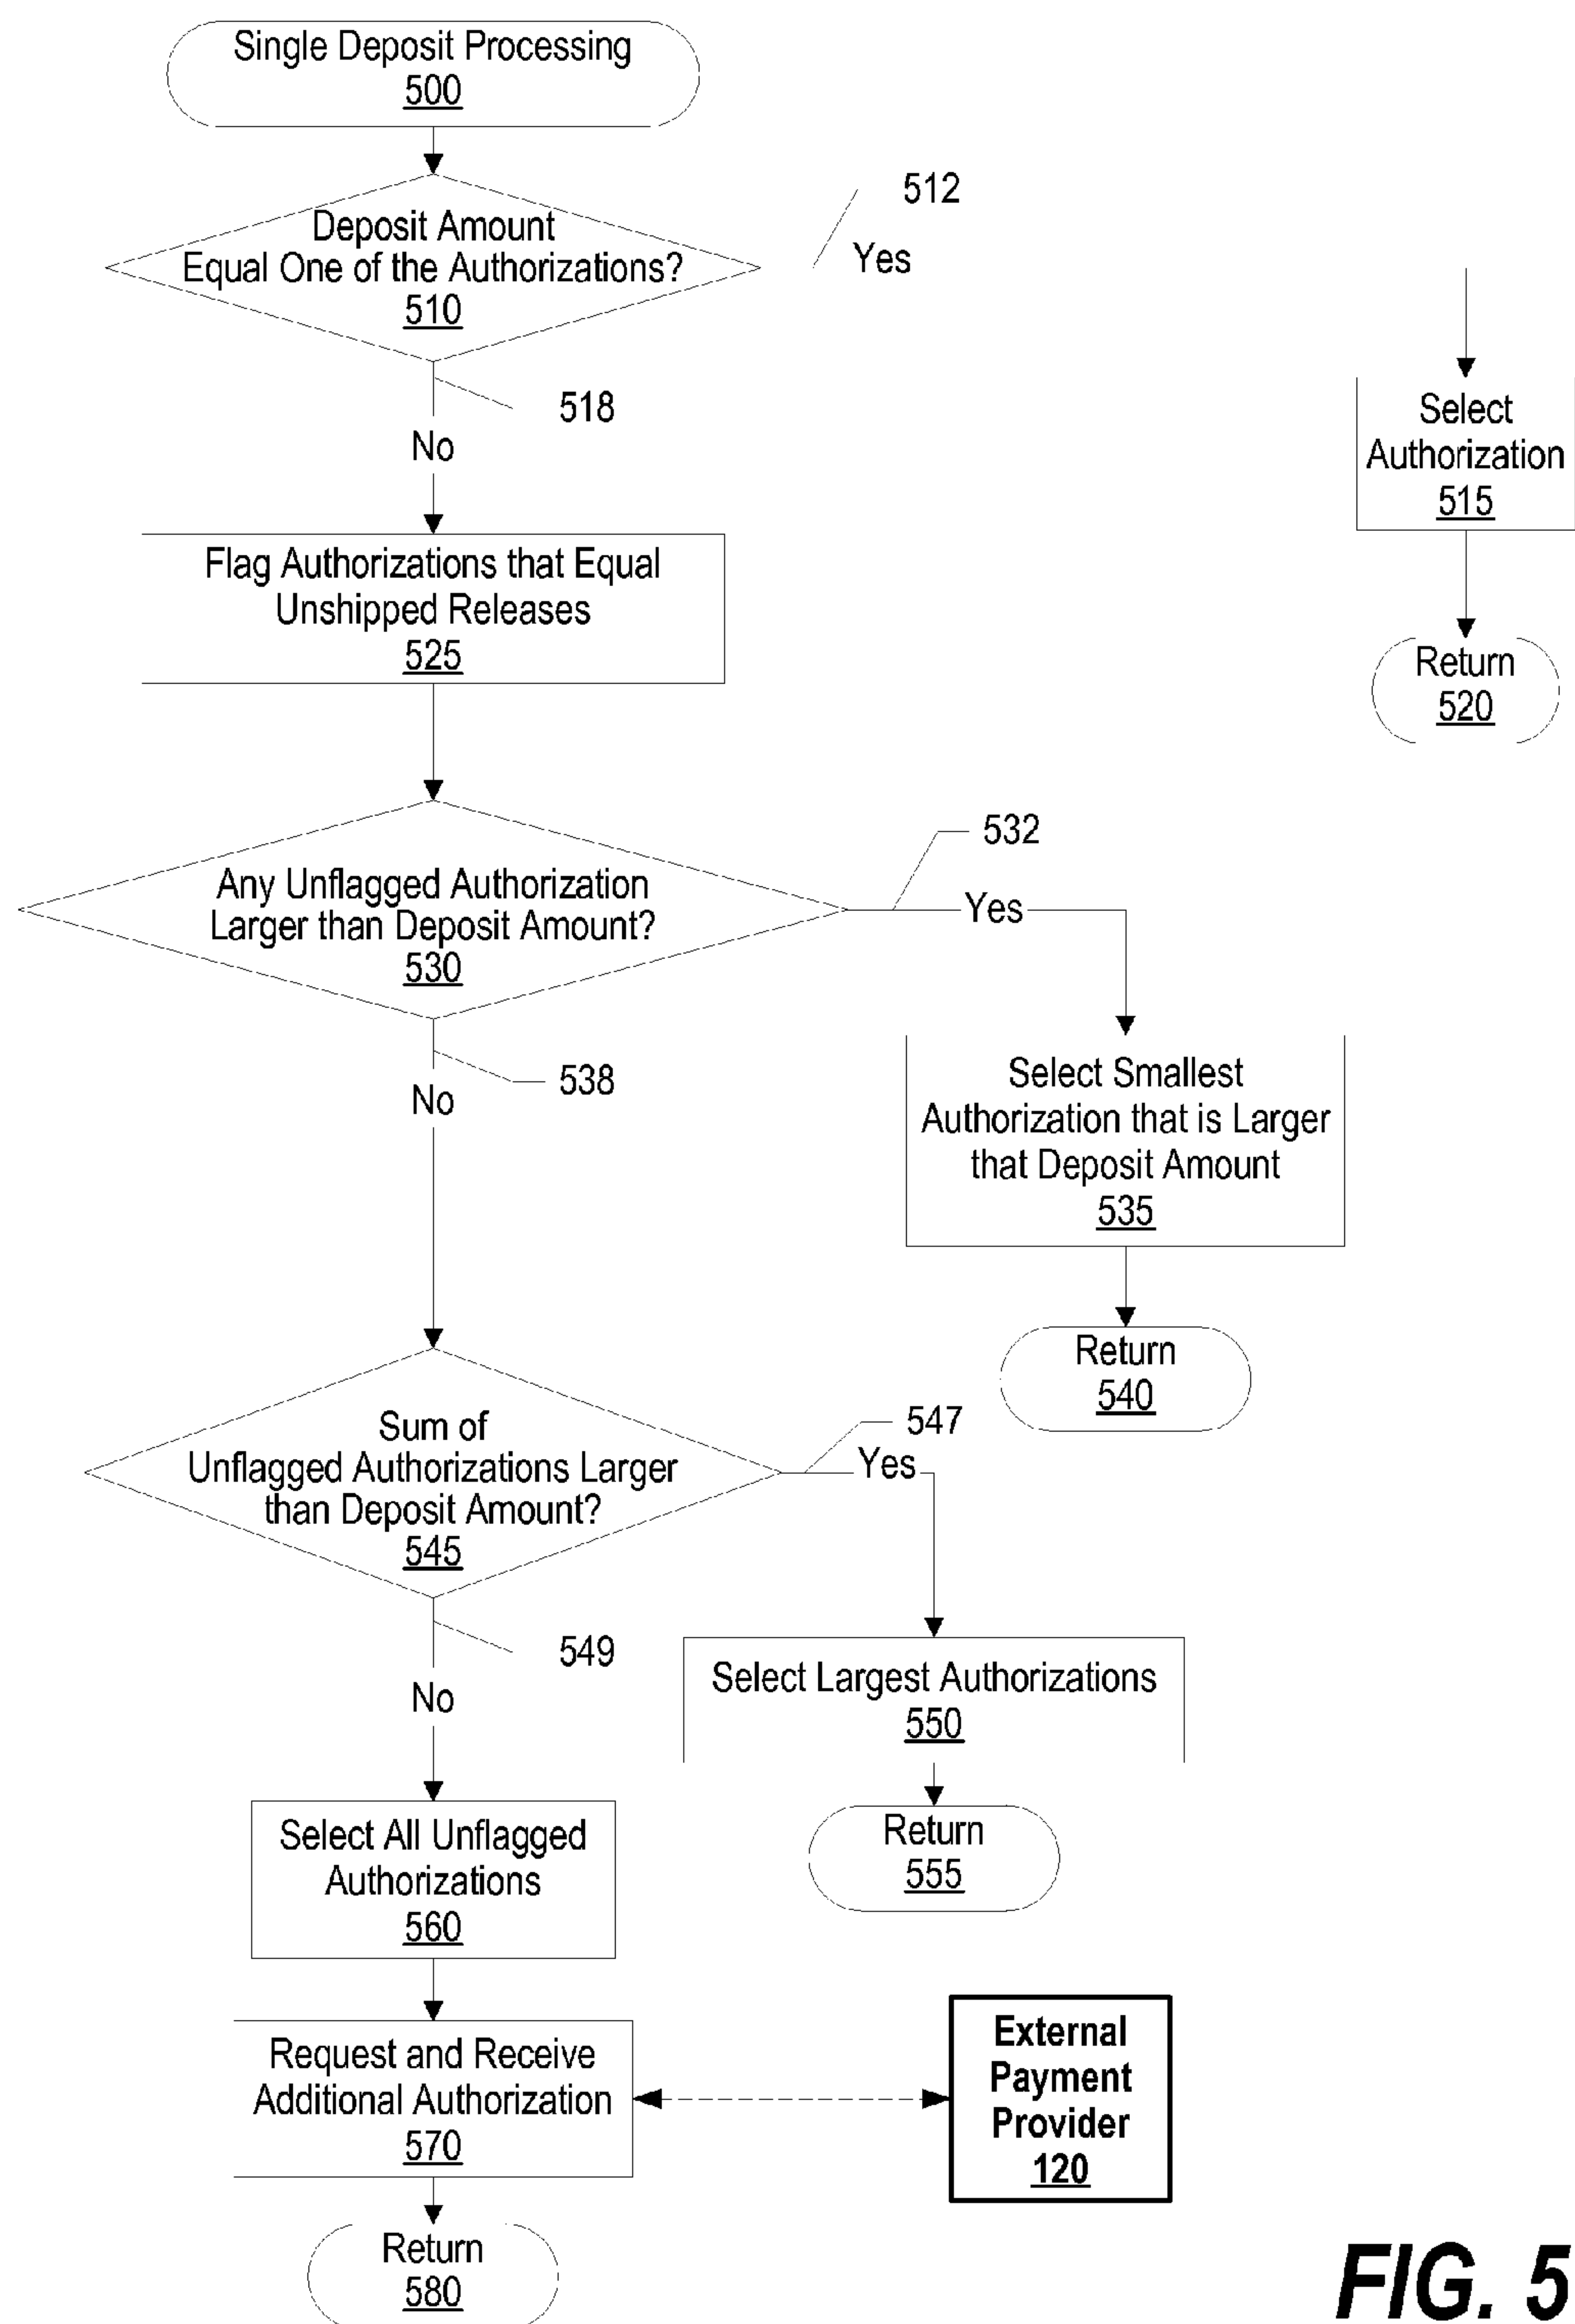 Single Deposit Processing
500
512
Deposit Amount
Equal One of the Authorizations?
510
Yes
518
No
Select
Authorization
515
Flag Authorizations that Equal
Unshipped Releases
525
Return
520
532
Any Unflagged Authorization
Larger than Deposit Amount?
530
Yes
538
No
Select Smallest
Authorization that is Larger
that Deposit Amount
535
Return
540
Sum of
Unflagged Authorizations Larger
than Deposit Amount?
545
547
Yes
549
No
Select Largest Authorizations
550
Return
555
Select All Unflagged
Authorizations
560
Request and Receive
Additional Authorization
570
External
Payment
Provider
120
Return
580
FIG. 5